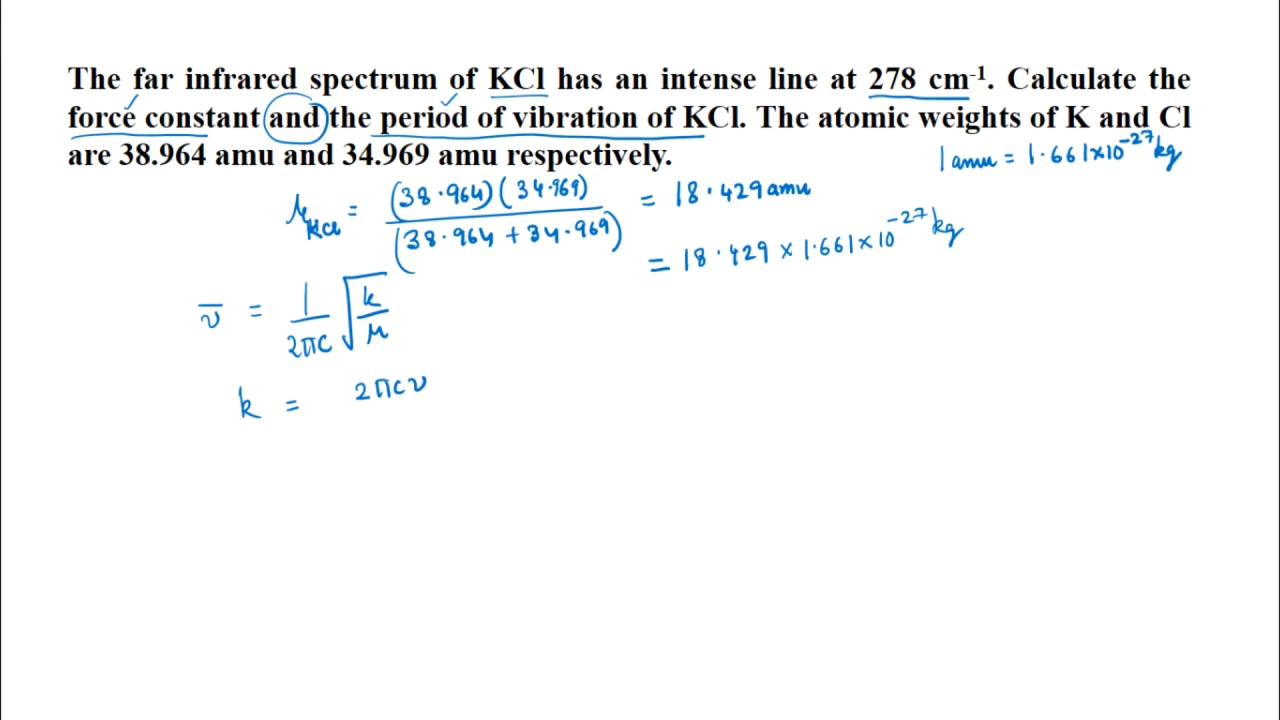 The far infrared spectrum of KCl has an intense line at 278 cm⁻¹. Calculate the
force constant and the period of vibration of KCl. The atomic weights of K and Cl
are 38.964 amu and 34.969 amu respectively.
1 amu = 1.661×10⁻²⁷ kg
μ_KCl = (38.964)(34.969) / (38.964 + 34.969) = 18.429 amu
= 18.429 × 1.661×10⁻²⁷ kg
ν̅ = 1/2πc √k/μ
k = 2πcν